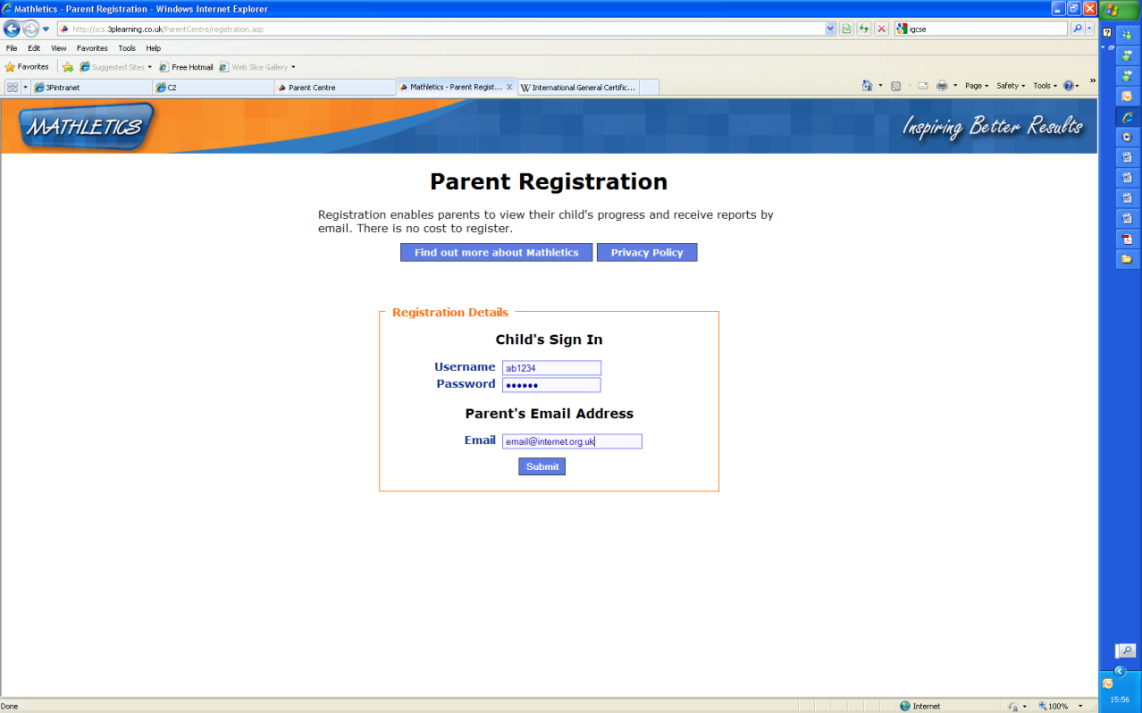 Mathletics - Parent Registration - Windows Internet Explorer
http://scs.3plearning.co.uk/ParentCentre/registration.asp
igcse
File Edit View Favorites Tools Help
Favorites Suggested Sites Free Hotmail Web Slice Gallery
3Pintranet C2 Parent Centre Mathletics - Parent Regist... X International General Certific... Page Safety Tools
MATHLETICS
Inspiring Better Results
Parent Registration
Registration enables parents to view their child's progress and receive reports by
email. There is no cost to register.
Find out more about Mathletics Privacy Policy
Registration Details
Child's Sign In
Username ab1234
Password ••••••
Parent's Email Address
Email email@internet.org.uk
Submit
Done Internet 100%
15:56